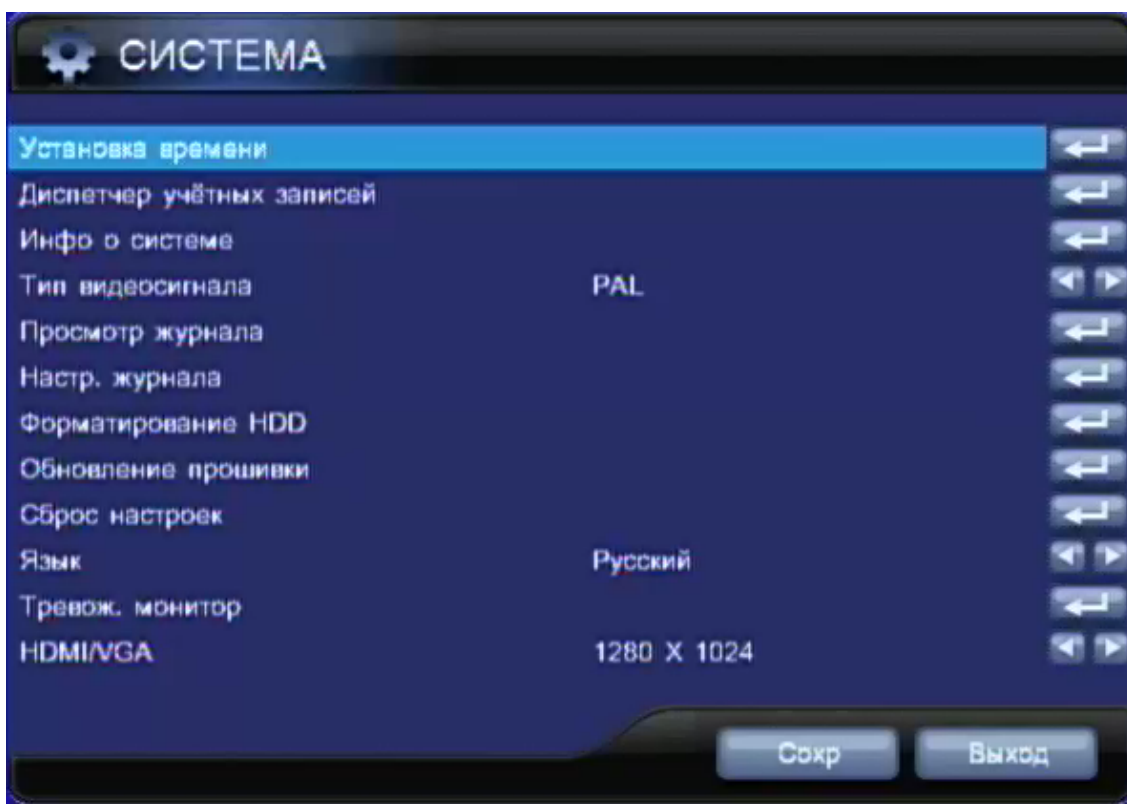 СИСТЕМА
Установка времени
Диспетчер учётных записей
Инфо о системе
Тип видеосигнала PAL
Просмотр журнала
Настр. журнала
Форматирование HDD
Обновление прошивки
Сброс настроек
Язык Русский
Тревож. монитор
HDMI/VGA 1280 X 1024
Сохр Выход